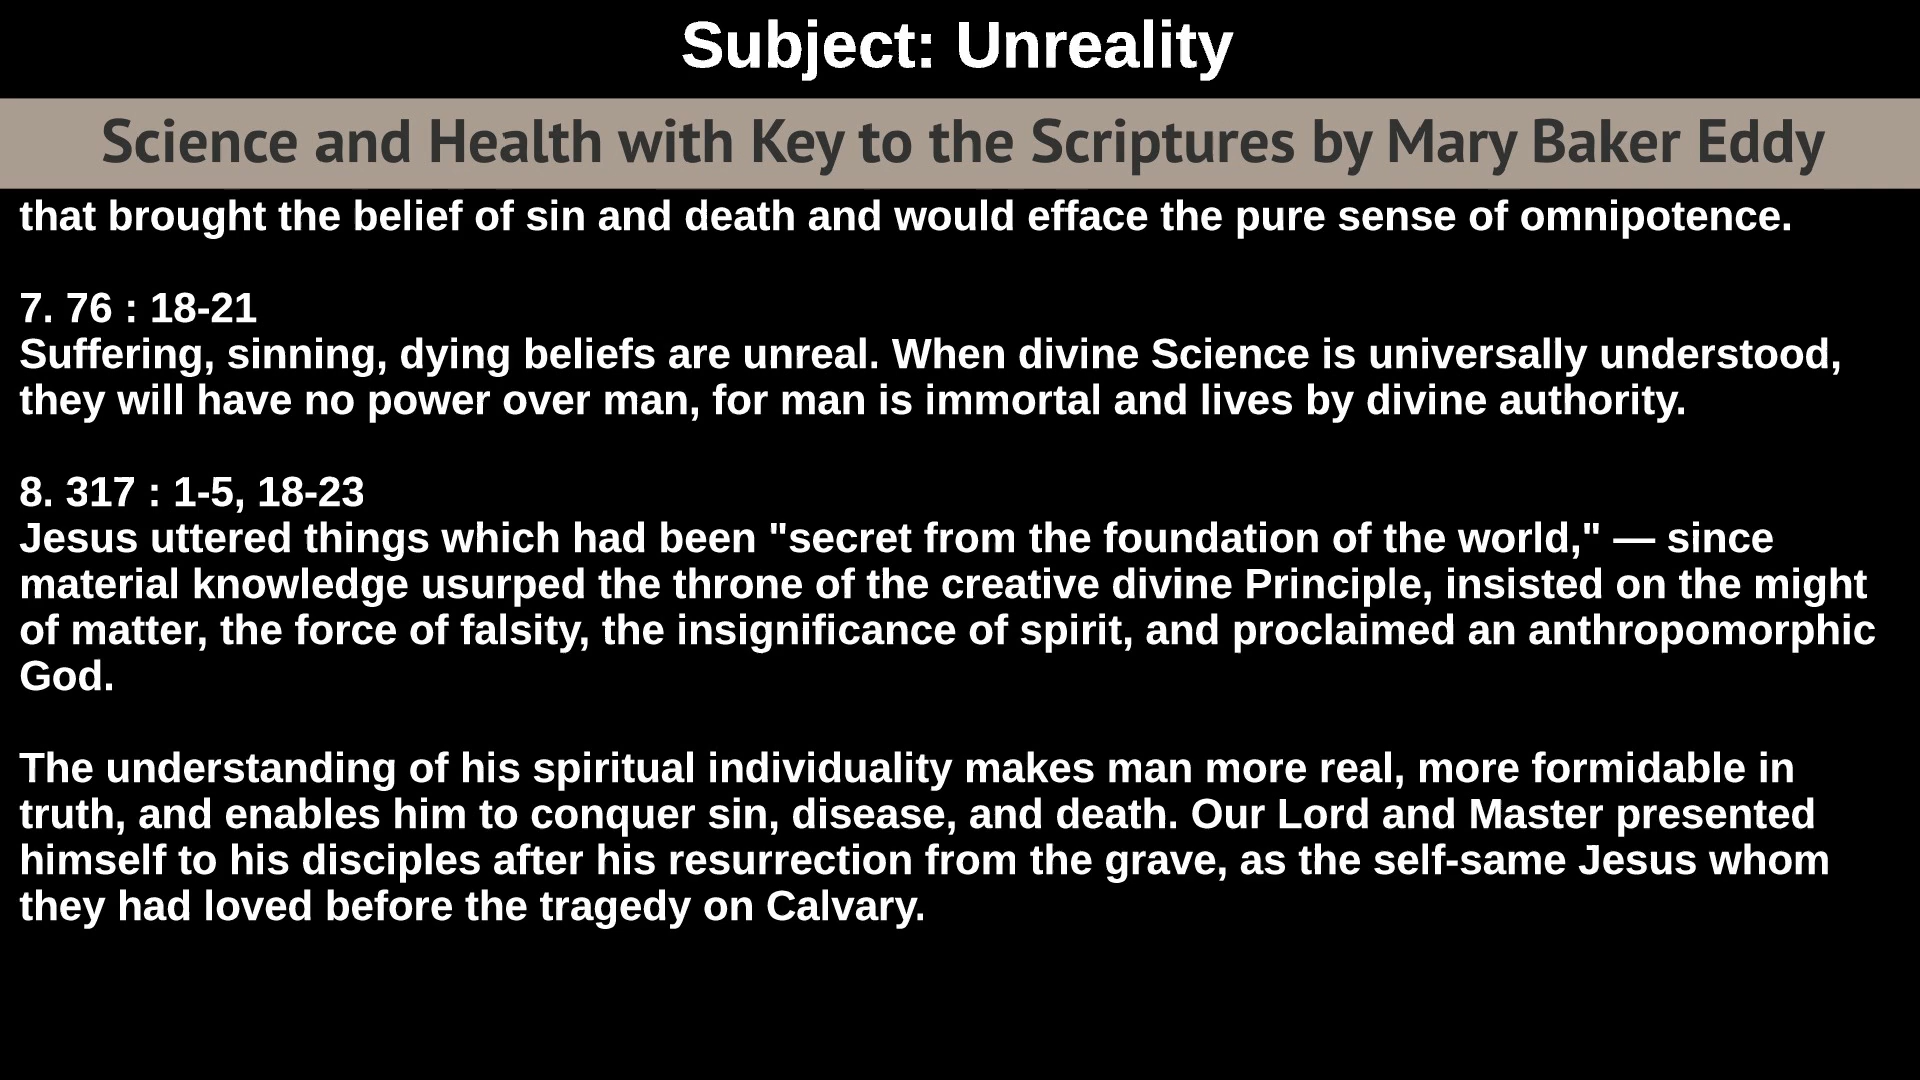 Subject: Unreality
Science and Health with Key to the Scriptures by Mary Baker Eddy
that brought the belief of sin and death and would efface the pure sense of omnipotence.
7. 76 : 18-21
Suffering, sinning, dying beliefs are unreal. When divine Science is universally understood,
they will have no power over man, for man is immortal and lives by divine authority.
8. 317 : 1-5, 18-23
Jesus uttered things which had been "secret from the foundation of the world," — since
material knowledge usurped the throne of the creative divine Principle, insisted on the might
of matter, the force of falsity, the insignificance of spirit, and proclaimed an anthropomorphic
God.
The understanding of his spiritual individuality makes man more real, more formidable in
truth, and enables him to conquer sin, disease, and death. Our Lord and Master presented
himself to his disciples after his resurrection from the grave, as the self-same Jesus whom
they had loved before the tragedy on Calvary.